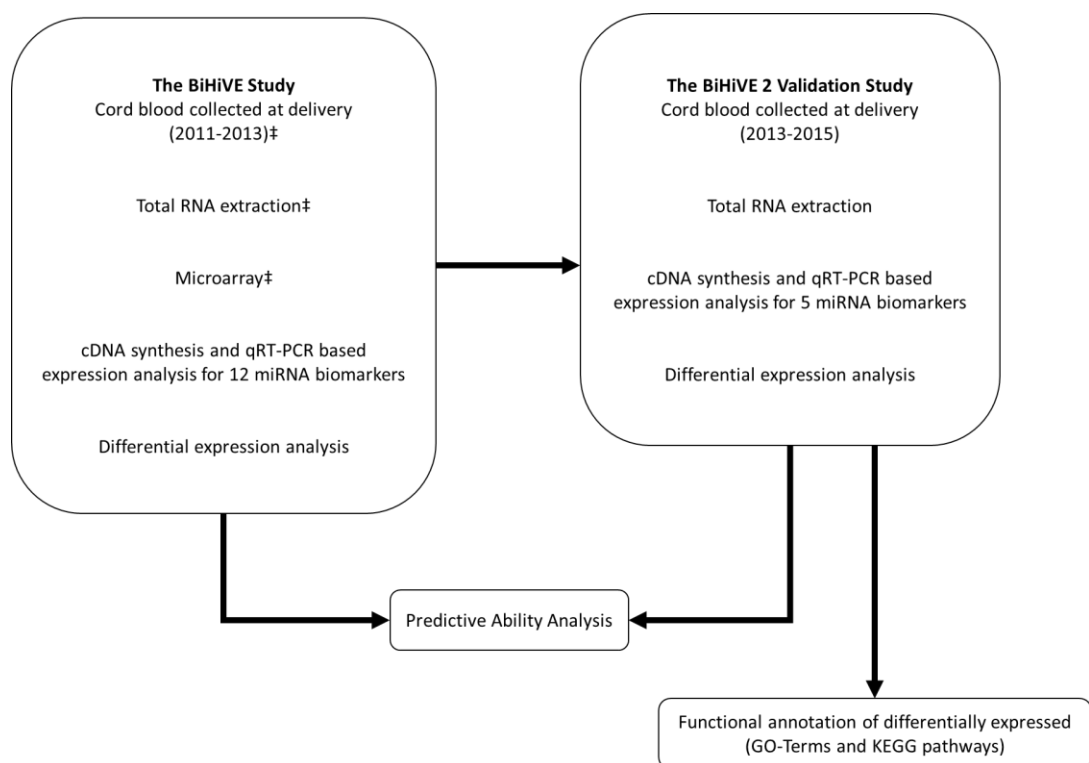 The BiHiVE Study
Cord blood collected at delivery
(2011-2013)‡
Total RNA extraction‡
Microarray‡
cDNA synthesis and qRT-PCR based
expression analysis for 12 miRNA biomarkers
Differential expression analysis
The BiHiVE 2 Validation Study
Cord blood collected at delivery
(2013-2015)
Total RNA extraction
cDNA synthesis and qRT-PCR based
expression analysis for 5 miRNA biomarkers
Differential expression analysis
Predictive Ability Analysis
Functional annotation of differentially expressed
(GO-Terms and KEGG pathways)